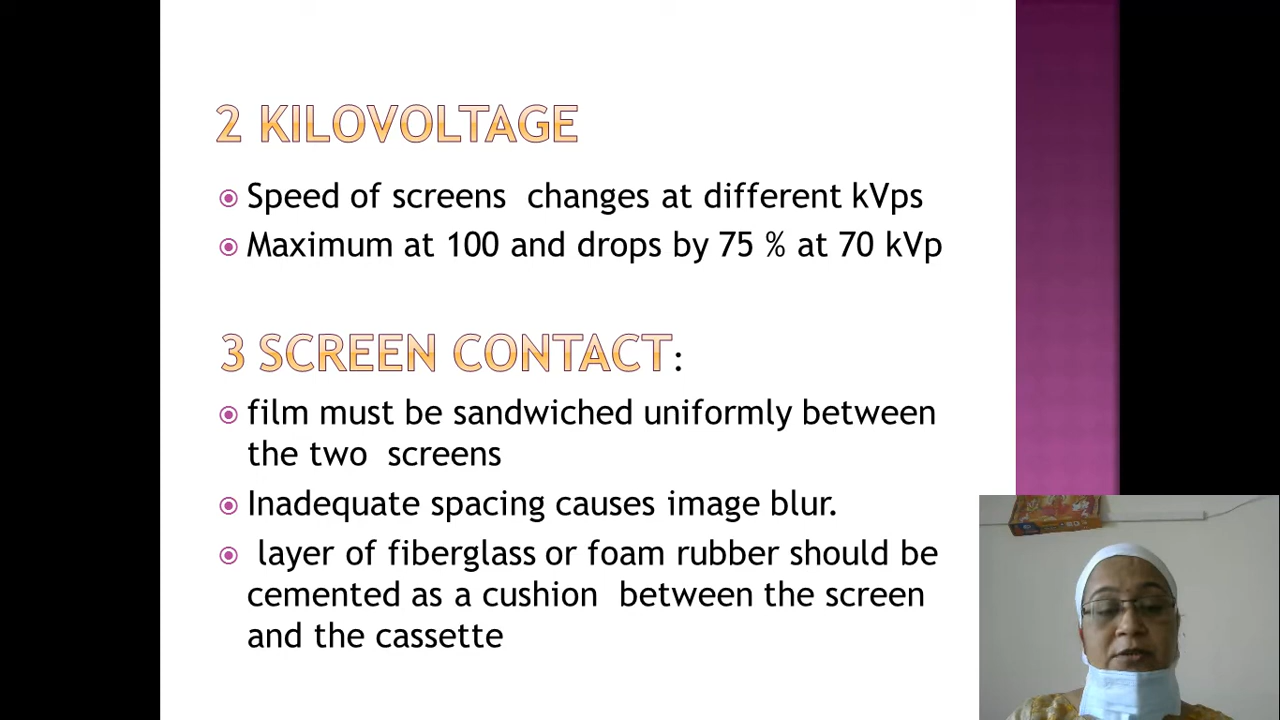 2 KILOVOLTAGE
Speed of screens changes at different kVps
Maximum at 100 and drops by 75 % at 70 kVp
3 SCREEN CONTACT:
film must be sandwiched uniformly between
the two screens
Inadequate spacing causes image blur.
layer of fiberglass or foam rubber should be
cemented as a cushion between the screen
and the cassette